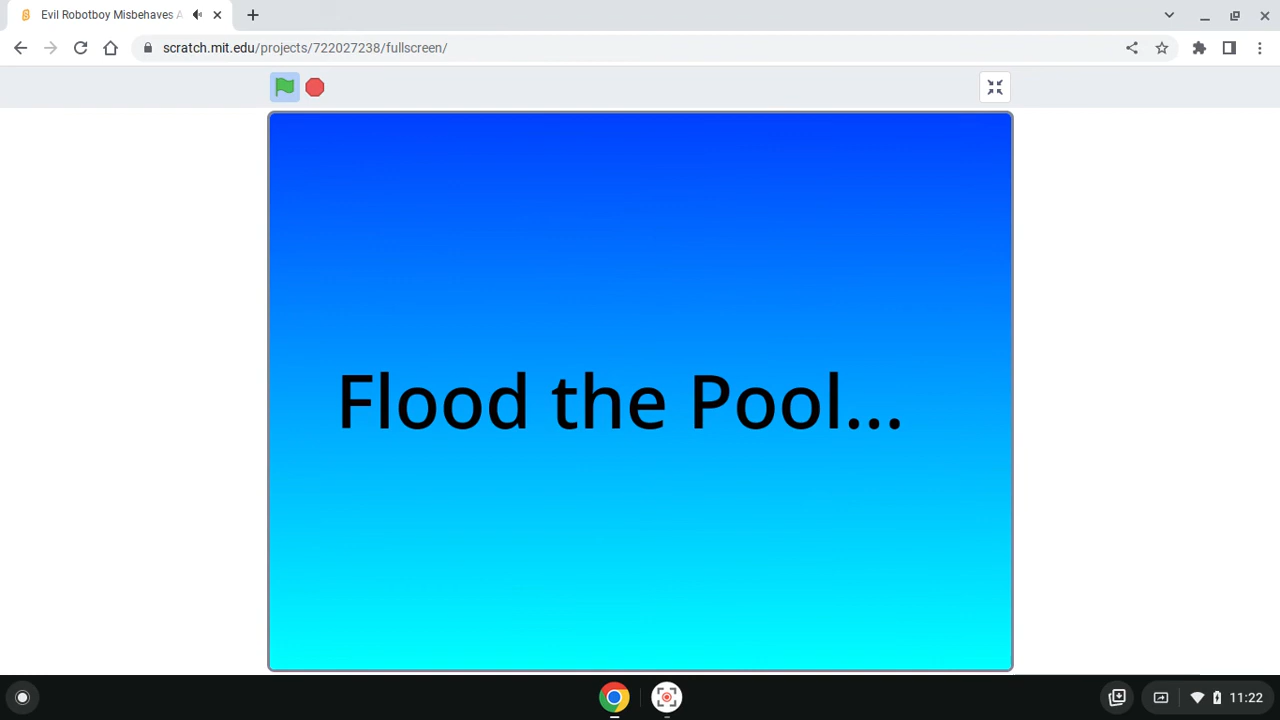 Evil Robotboy Misbehaves
scratch.mit.edu/projects/722027238/fullscreen/
Flood the Pool...
11:22